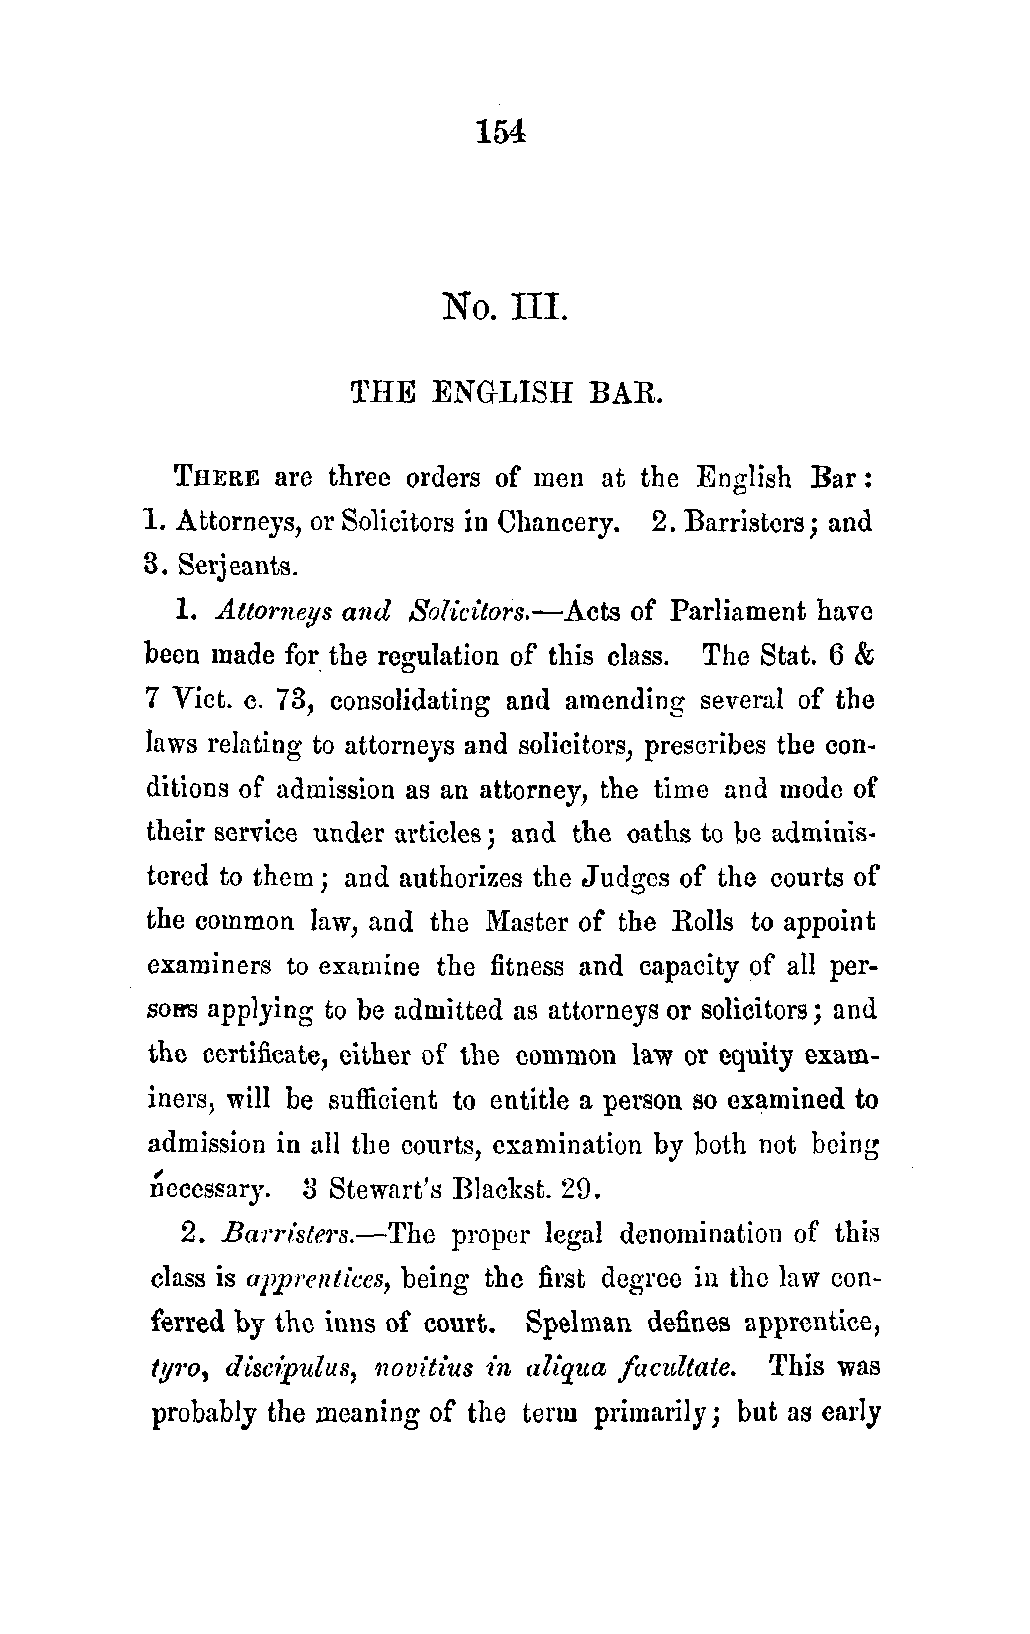 154
No. III.
THE ENGLISH BAR.
THERE are three orders of men at the English Bar:
1. Attorneys, or Solicitors in Chancery. 2. Barristers; and
3. Serjeants.
1. Attorneys and Solicitors.—Acts of Parliament have
been made for the regulation of this class. The Stat. 6 &
7 Vict. c. 73, consolidating and amending several of the
laws relating to attorneys and solicitors, prescribes the con-
ditions of admission as an attorney, the time and mode of
their service under articles; and the oaths to be adminis-
tered to them; and authorizes the Judges of the courts of
the common law, and the Master of the Rolls to appoint
examiners to examine the fitness and capacity of all per-
sons applying to be admitted as attorneys or solicitors; and
the certificate, either of the common law or equity exam-
iners, will be sufficient to entitle a person so examined to
admission in all the courts, examination by both not being
necessary. 3 Stewart's Blackst. 29.
2. Barristers.—The proper legal denomination of this
class is apprentices, being the first degree in the law con-
ferred by the inns of court. Spelman defines apprentice,
tyro, discipulus, novitius in aliqua facultate. This was
probably the meaning of the term primarily; but as early